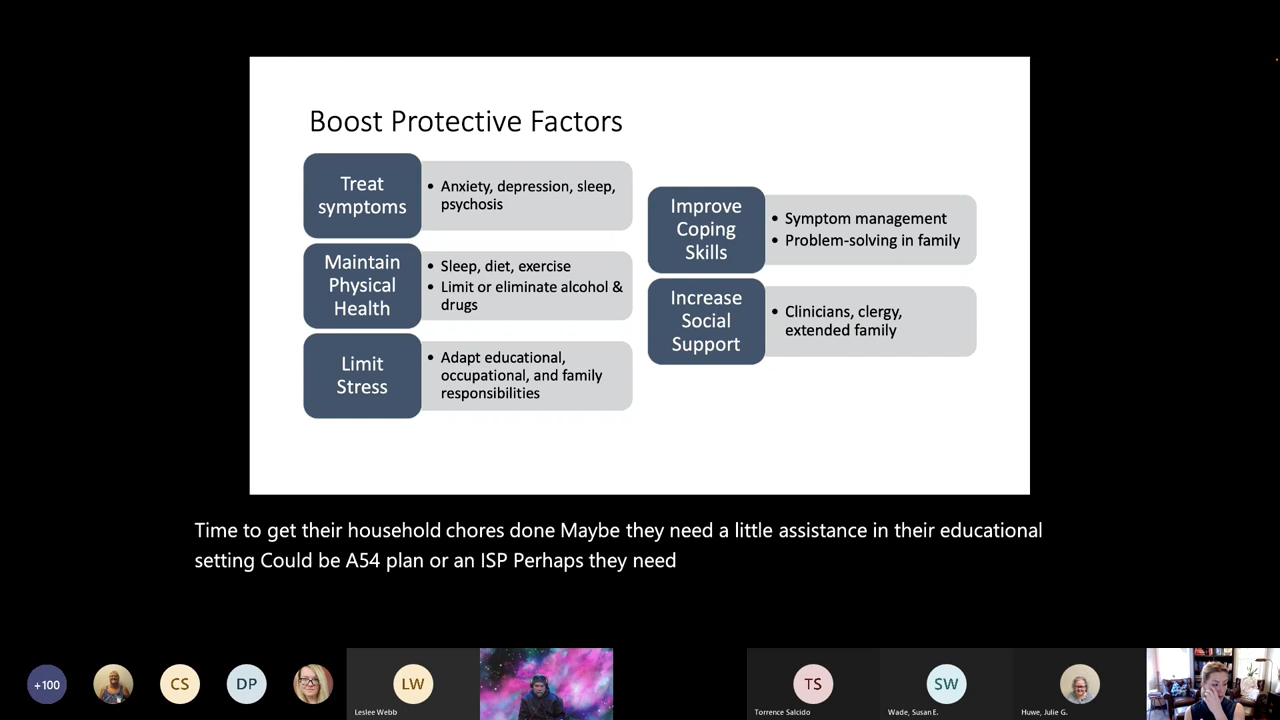 Boost Protective Factors
Treat
symptoms
• Anxiety, depression, sleep,
psychosis
Maintain
Physical
Health
• Sleep, diet, exercise
• Limit or eliminate alcohol &
drugs
Limit
Stress
• Adapt educational,
occupational, and family
responsibilities
Improve
Coping
Skills
• Symptom management
• Problem-solving in family
Increase
Social
Support
• Clinicians, clergy,
extended family
Time to get their household chores done Maybe they need a little assistance in their educational
setting Could be A54 plan or an ISP Perhaps they need
+100
CS
DP
LW
Leslee Webb
TS
Torrence Salcido
SW
Wade, Susan E.
Huwe, Julie G.